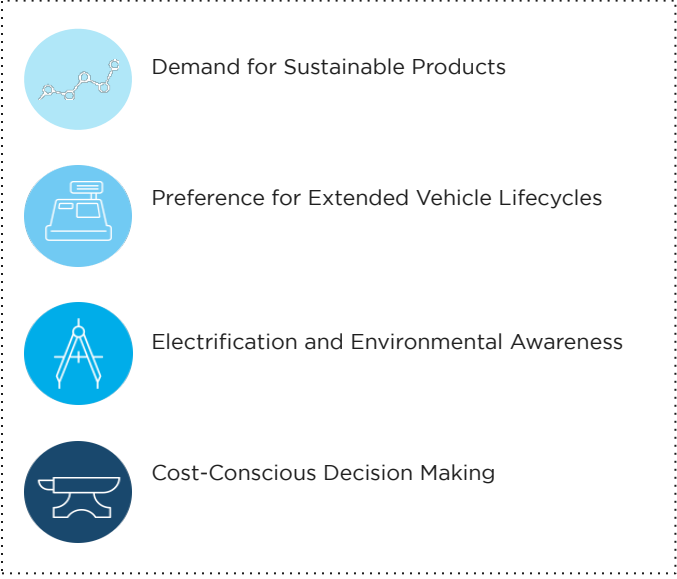 Demand for Sustainable Products
Preference for Extended Vehicle Lifecycles
Electrification and Environmental Awareness
Cost-Conscious Decision Making